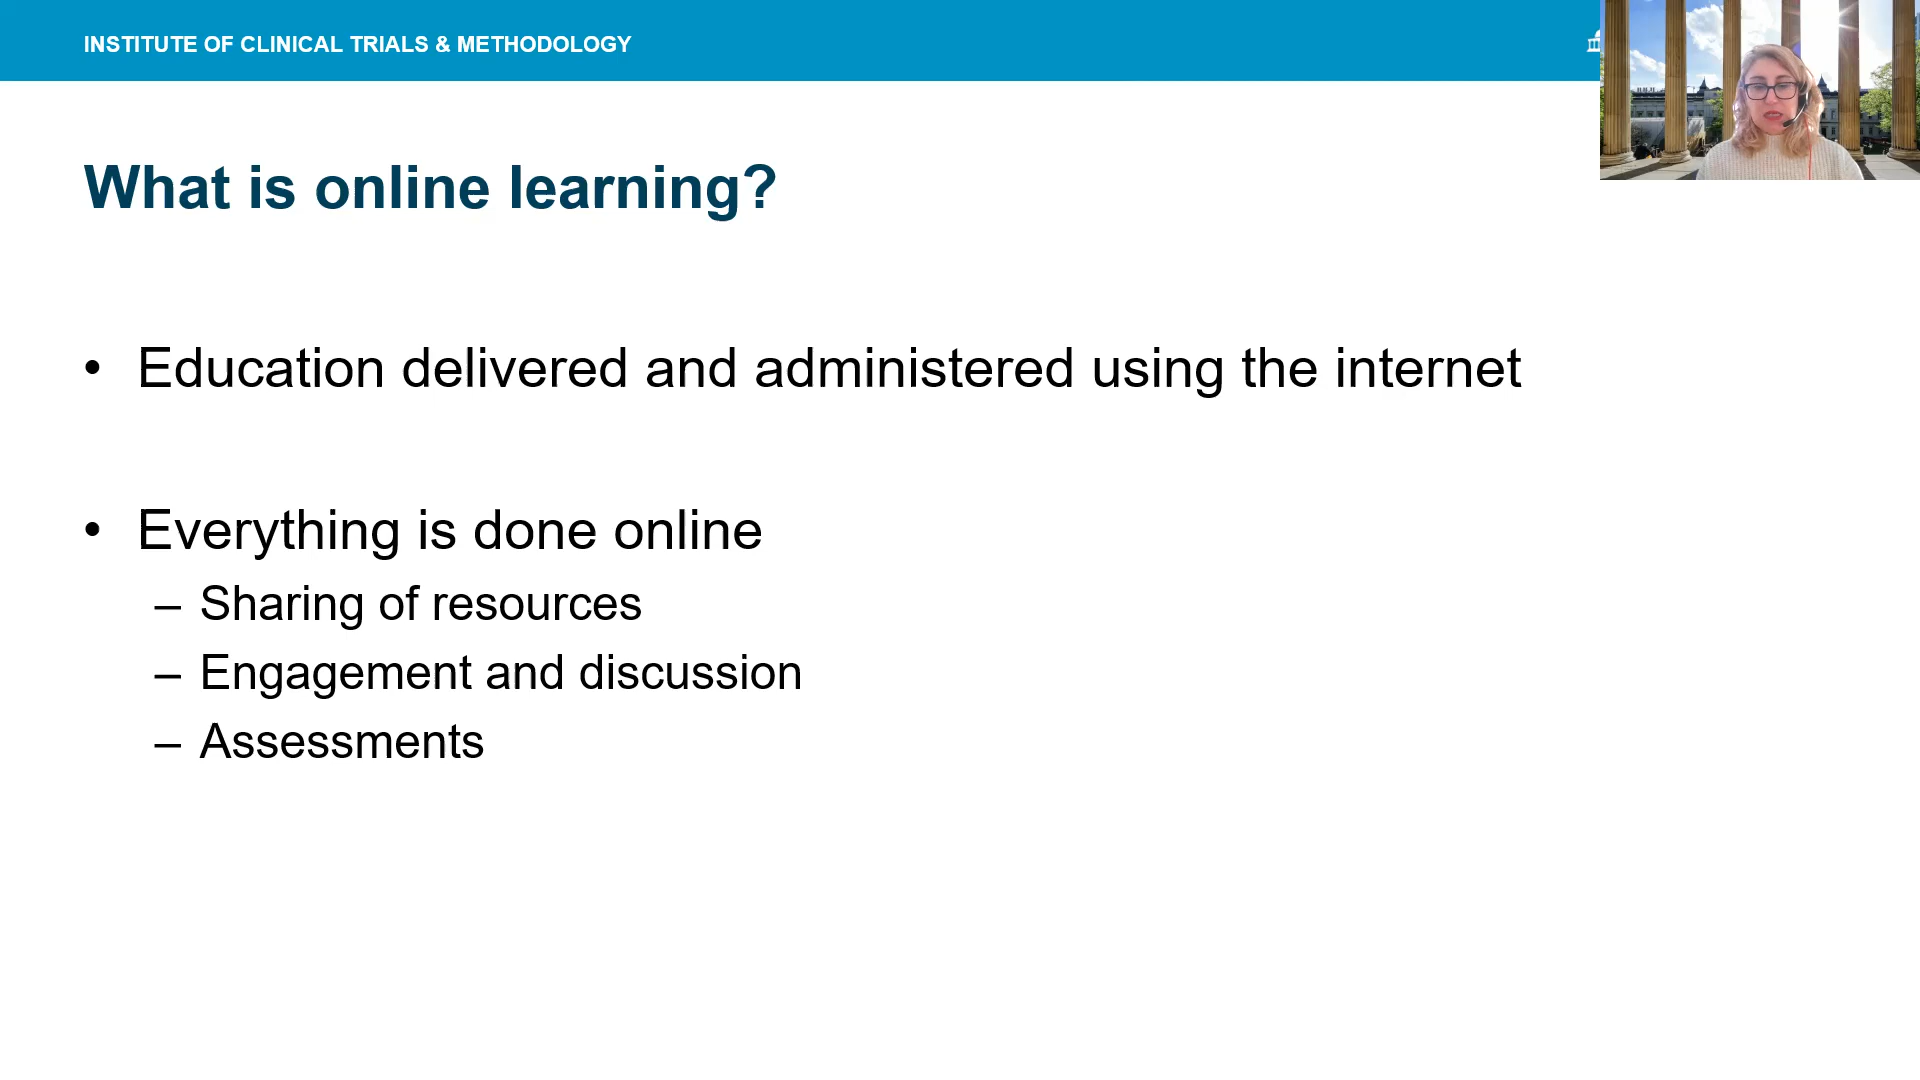 INSTITUTE OF CLINICAL TRIALS & METHODOLOGY
What is online learning?
• Education delivered and administered using the internet
• Everything is done online
– Sharing of resources
– Engagement and discussion
– Assessments